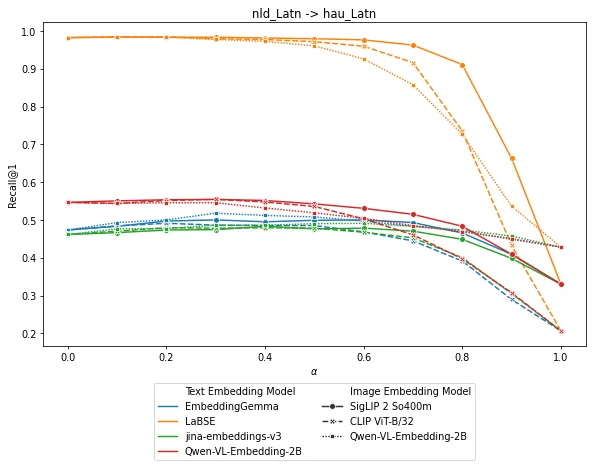 nld_Latn -> hau_Latn
Recall@1
1.0
0.9
0.8
0.7
0.6
0.5
0.4
0.3
0.2
0.0 0.2 0.4 0.6 0.8 1.0
α
Text Embedding Model Image Embedding Model
EmbeddingGemma SigLIP 2 So400m
LaBSE CLIP ViT-B/32
jina-embeddings-v3 Qwen-VL-Embedding-2B
Qwen-VL-Embedding-2B